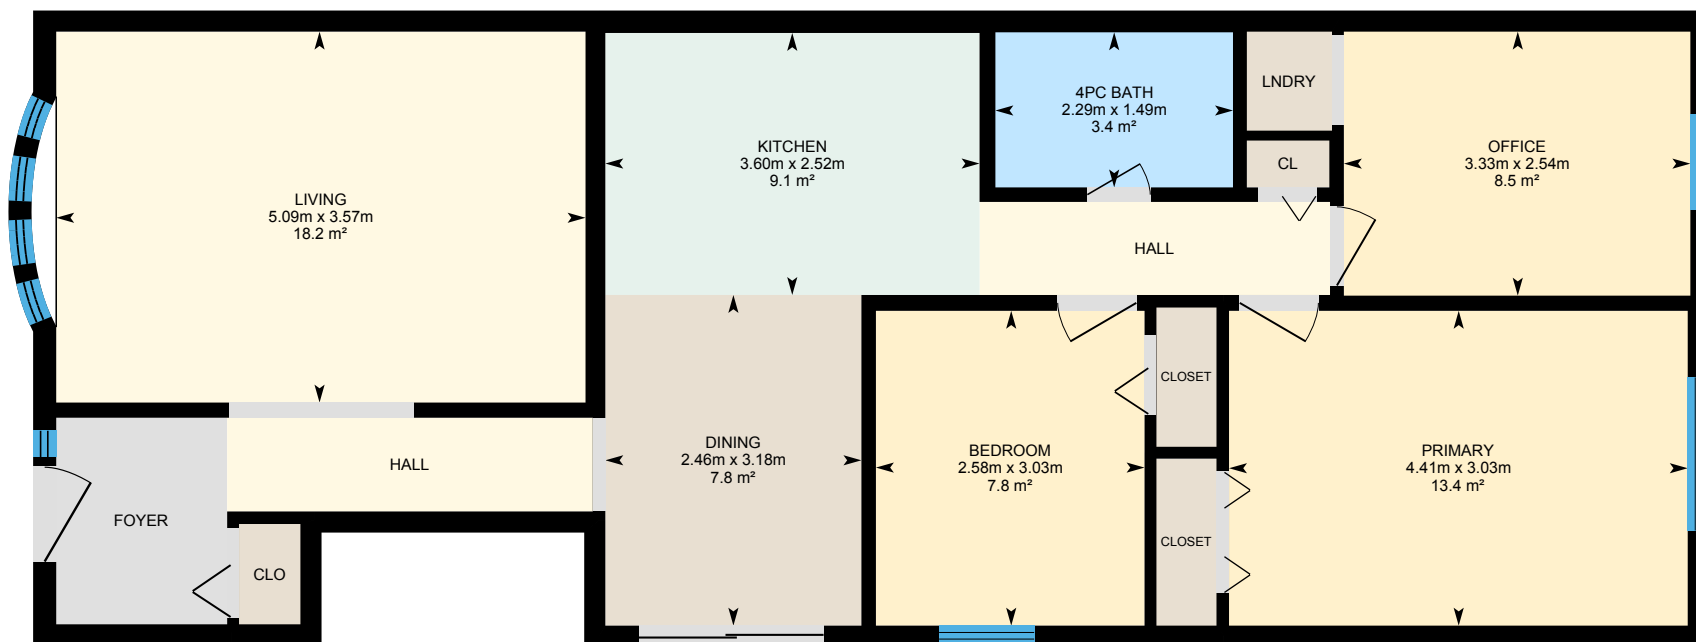 LIVING
5.09m x 3.57m
18.2 m²
KITCHEN
3.60m x 2.52m
9.1 m²
4PC BATH
2.29m x 1.49m
3.4 m²
LNDRY
CL
OFFICE
3.33m x 2.54m
8.5 m²
HALL
HALL
FOYER
CLO
DINING
2.46m x 3.18m
7.8 m²
BEDROOM
2.58m x 3.03m
7.8 m²
CLOSET
CLOSET
PRIMARY
4.41m x 3.03m
13.4 m²